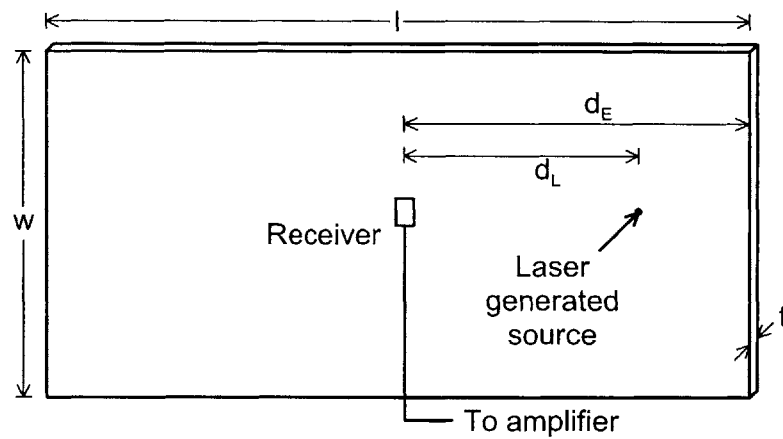 l
d_E
d_L
w
Receiver
Laser
generated
source
t
To amplifier